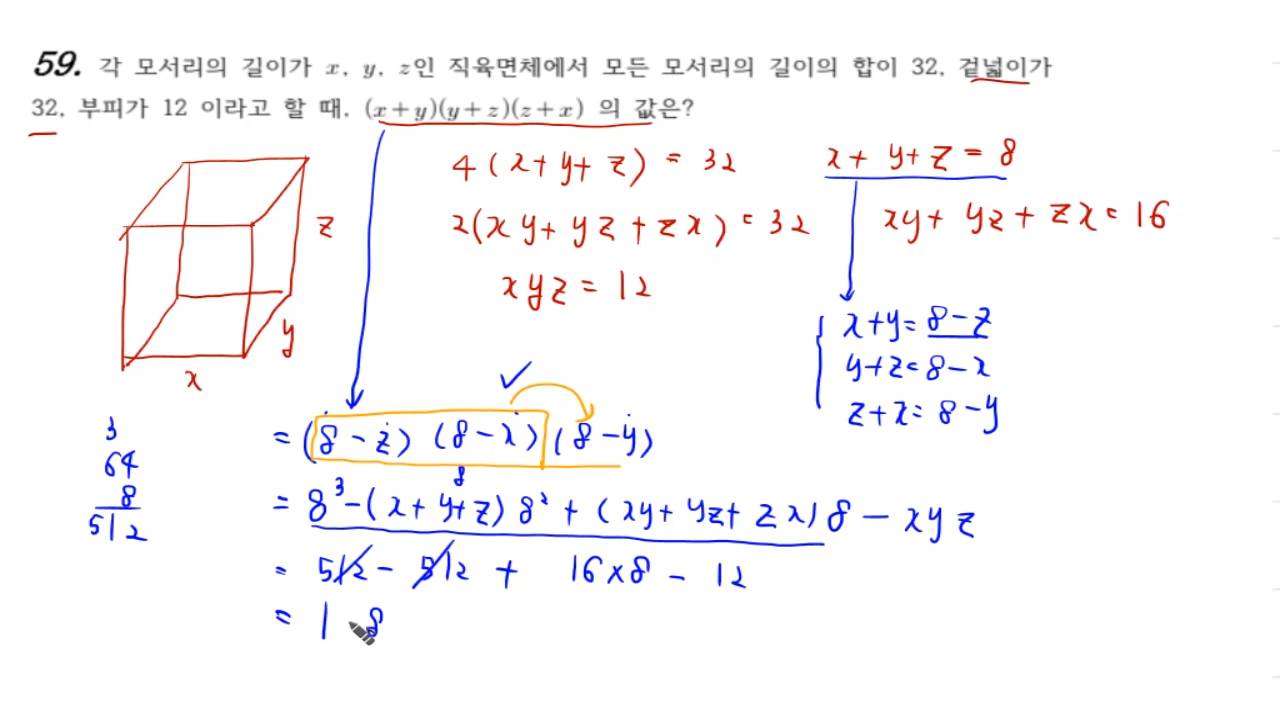 59. 각 모서리의 길이가 x, y, z인 직육면체에서 모든 모서리의 길이의 합이 32, 겉넓이가
32, 부피가 12 이라고 할 때, (x+y)(y+z)(z+x) 의 값은?
4(x+y+z) = 32
x+y+z = 8
2(xy+yz+zx) = 32
xy+yz+zx = 16
xyz = 12
z
y
x
x+y = 8-z
y+z = 8-x
z+x = 8-y
= (8-z)(8-x)(8-y)
8
= 8³-(x+y+z)8²+(xy+yz+zx)8-xyz
= 512-512+16×8-12
= 1 8
3
64
8
512